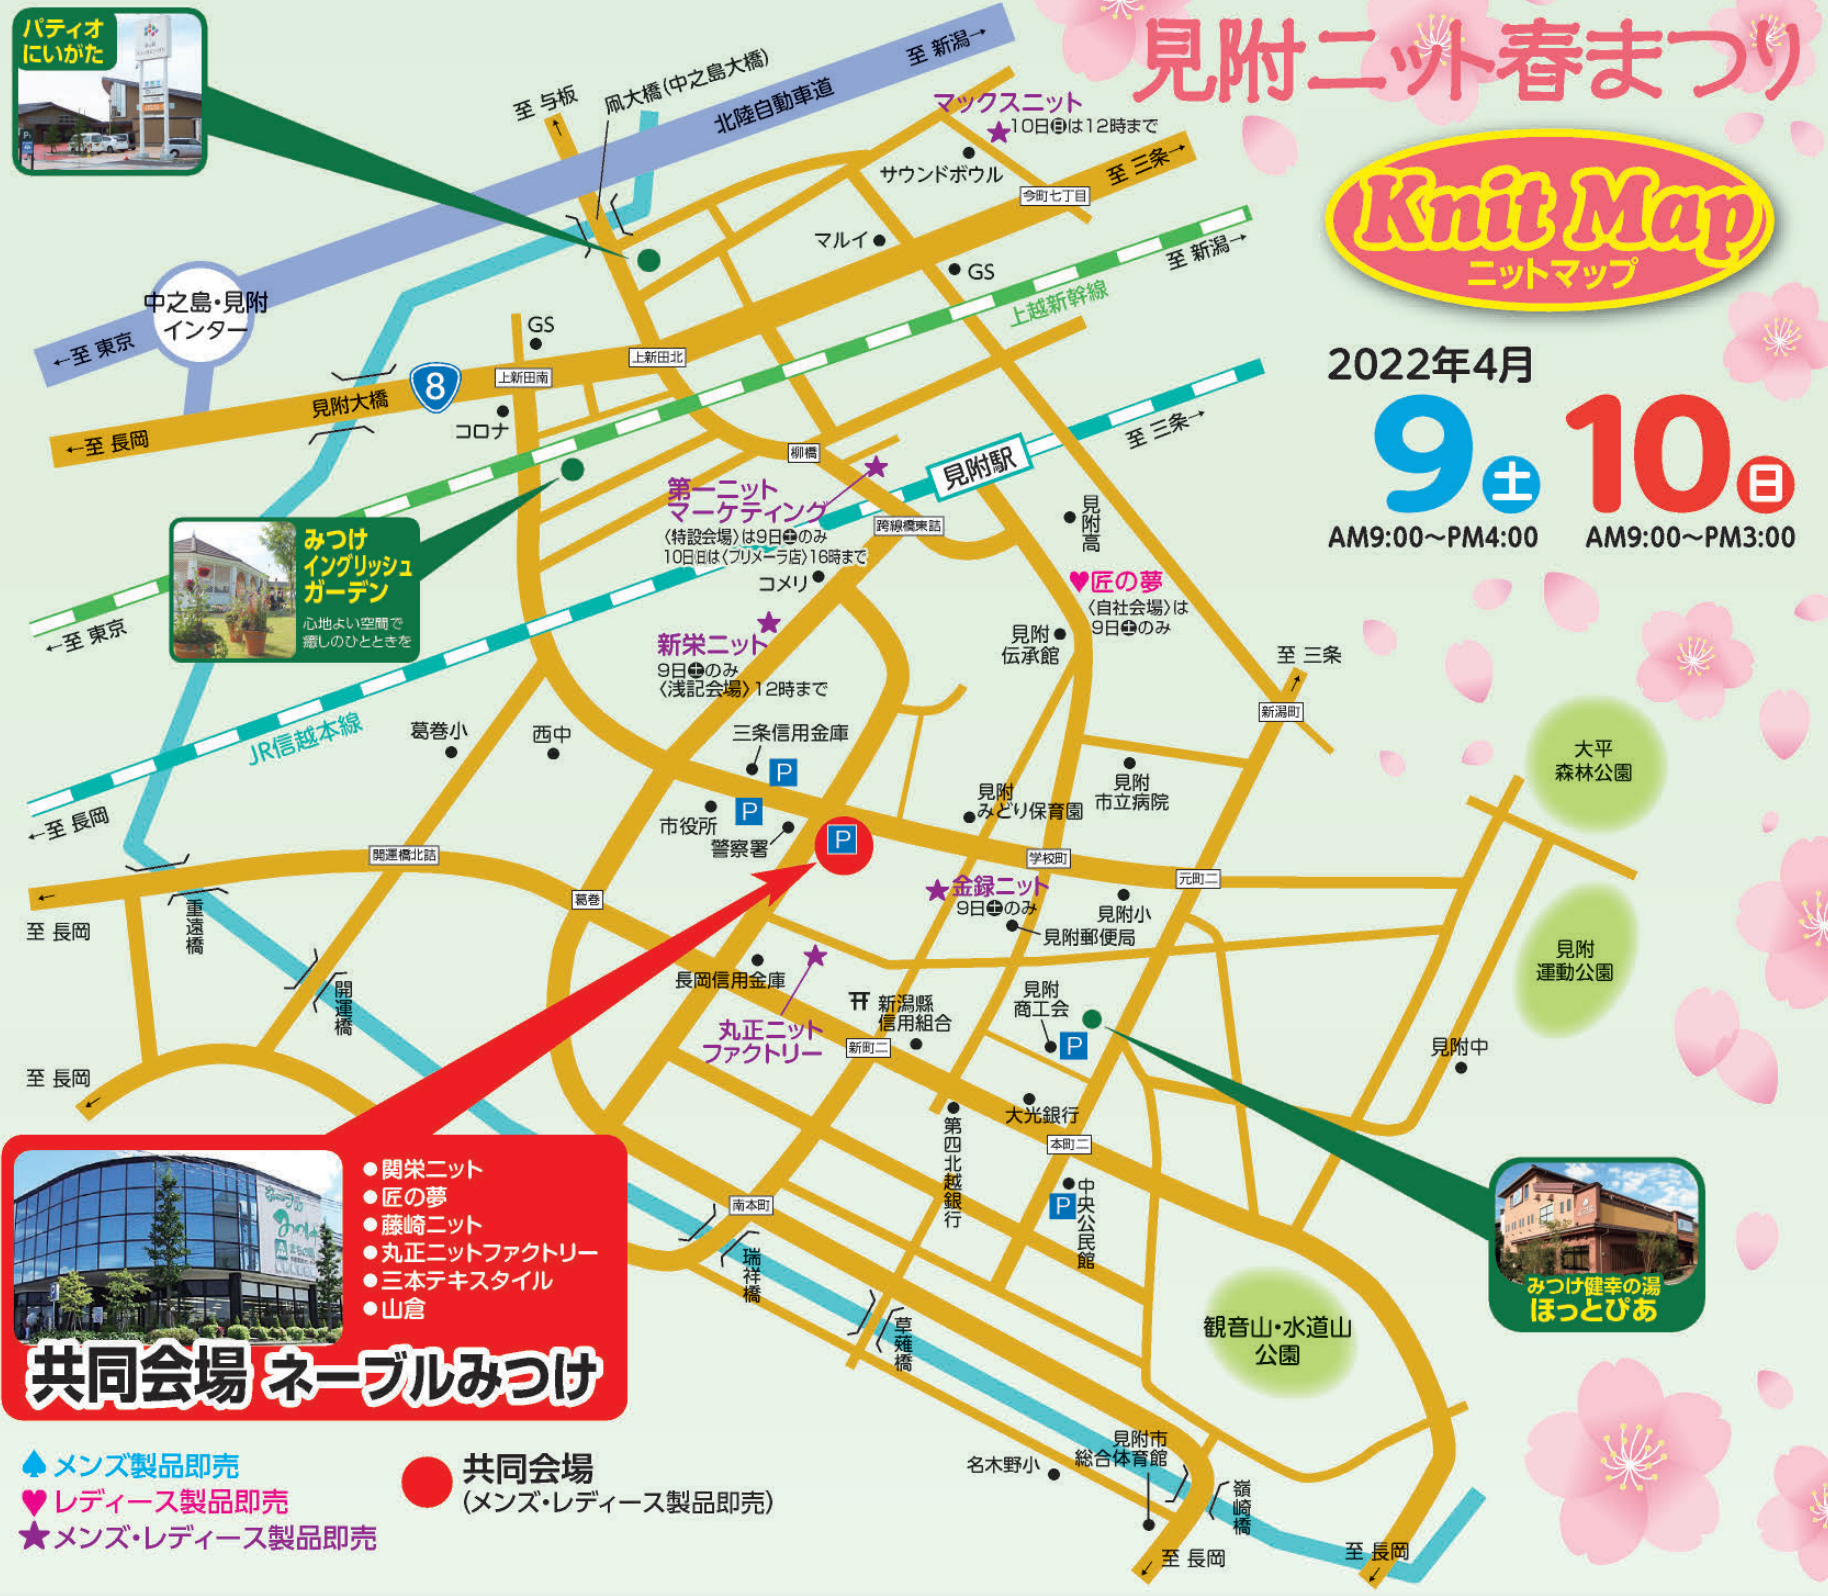 見附ニット春まつり
Knit Map
ニットマップ
2022年4月
9土
AM9:00〜PM4:00
10日
AM9:00〜PM3:00
パティオ
にいがた
至 与板
凧大橋(中之島大橋)
北陸自動車道
至 新潟→
マックスニット
★10日日は12時まで
サウンドボウル
今町七丁目
至 三条→
マルイ
GS
至 新潟→
上越新幹線
中之島・見附
インター
←至 東京
GS
上新田北
上新田南
8
見附大橋
←至 長岡
コロナ
柳橋
見附駅
至 三条→
第一ニット
マーケティング
〈特設会場〉は9日土のみ
10日日は〈プリメーラ店〉16時まで
跨線橋東詰
見附高
コメリ
みつけ
イングリッシュ
ガーデン
心地よい空間で
癒しのひとときを
←至 東京
♥匠の夢
〈自社会場〉は
9日土のみ
見附
伝承館
新栄ニット
9日土のみ
〈浅記会場〉12時まで
至 三条
新潟町
JR信越本線
葛巻小
西中
三条信用金庫
P
市役所
P
警察署
P
見附
みどり保育園
見附
市立病院
大平
森林公園
←至 長岡
開運橋北詰
葛巻
学校町
元町二
★金録ニット
9日土のみ
見附小
見附郵便局
見附
運動公園
至 長岡
重遠橋
開運橋
長岡信用金庫
丸正ニット
ファクトリー
新潟縣
信用組合
新町二
見附
商工会
P
見附中
至 長岡
大光銀行
第四北越銀行
本町二
P
中央公民館
南本町
瑞祥橋
草薙橋
みつけ健幸の湯
ほっとぴあ
観音山・水道山
公園
●関栄ニット
●匠の夢
●藤崎ニット
●丸正ニットファクトリー
●三本テキスタイル
●山倉
共同会場 ネーブルみつけ
♠メンズ製品即売
♥レディース製品即売
★メンズ・レディース製品即売
共同会場
(メンズ・レディース製品即売)
名木野小
見附市
総合体育館
嶺崎橋
至 長岡
至 長岡